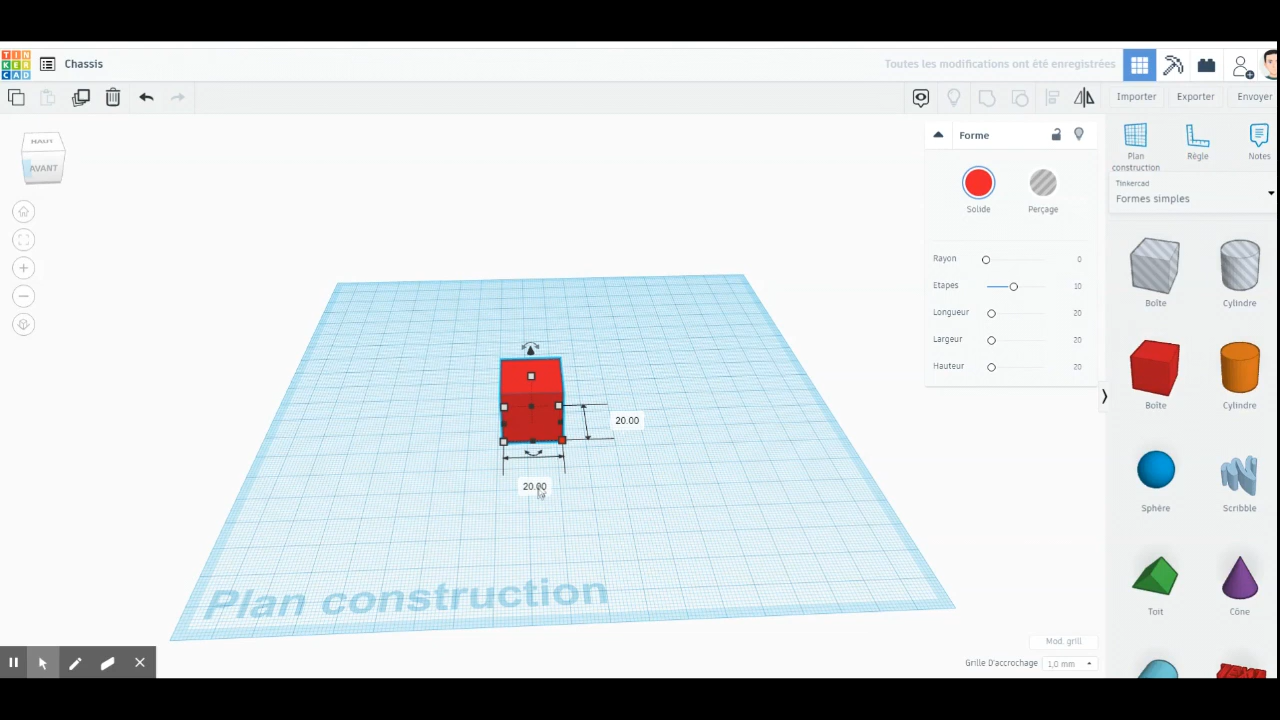 TIN
KER
CAD
Chassis
Toutes les modifications ont été enregistrées
Importer
Exporter
Envoyer
HAUT
AVANT
Forme
Solide
Perçage
Rayon
0
Etapes
10
Longueur
20
Largeur
20
Hauteur
20
Plan
construction
Règle
Notes
Tinkercad
Formes simples
Boîte
Cylindre
Boîte
Cylindre
Sphère
Scribble
Toit
Cône
20.00
20.00
Plan construction
Mod. grill
Grille D'accrochage
1,0 mm